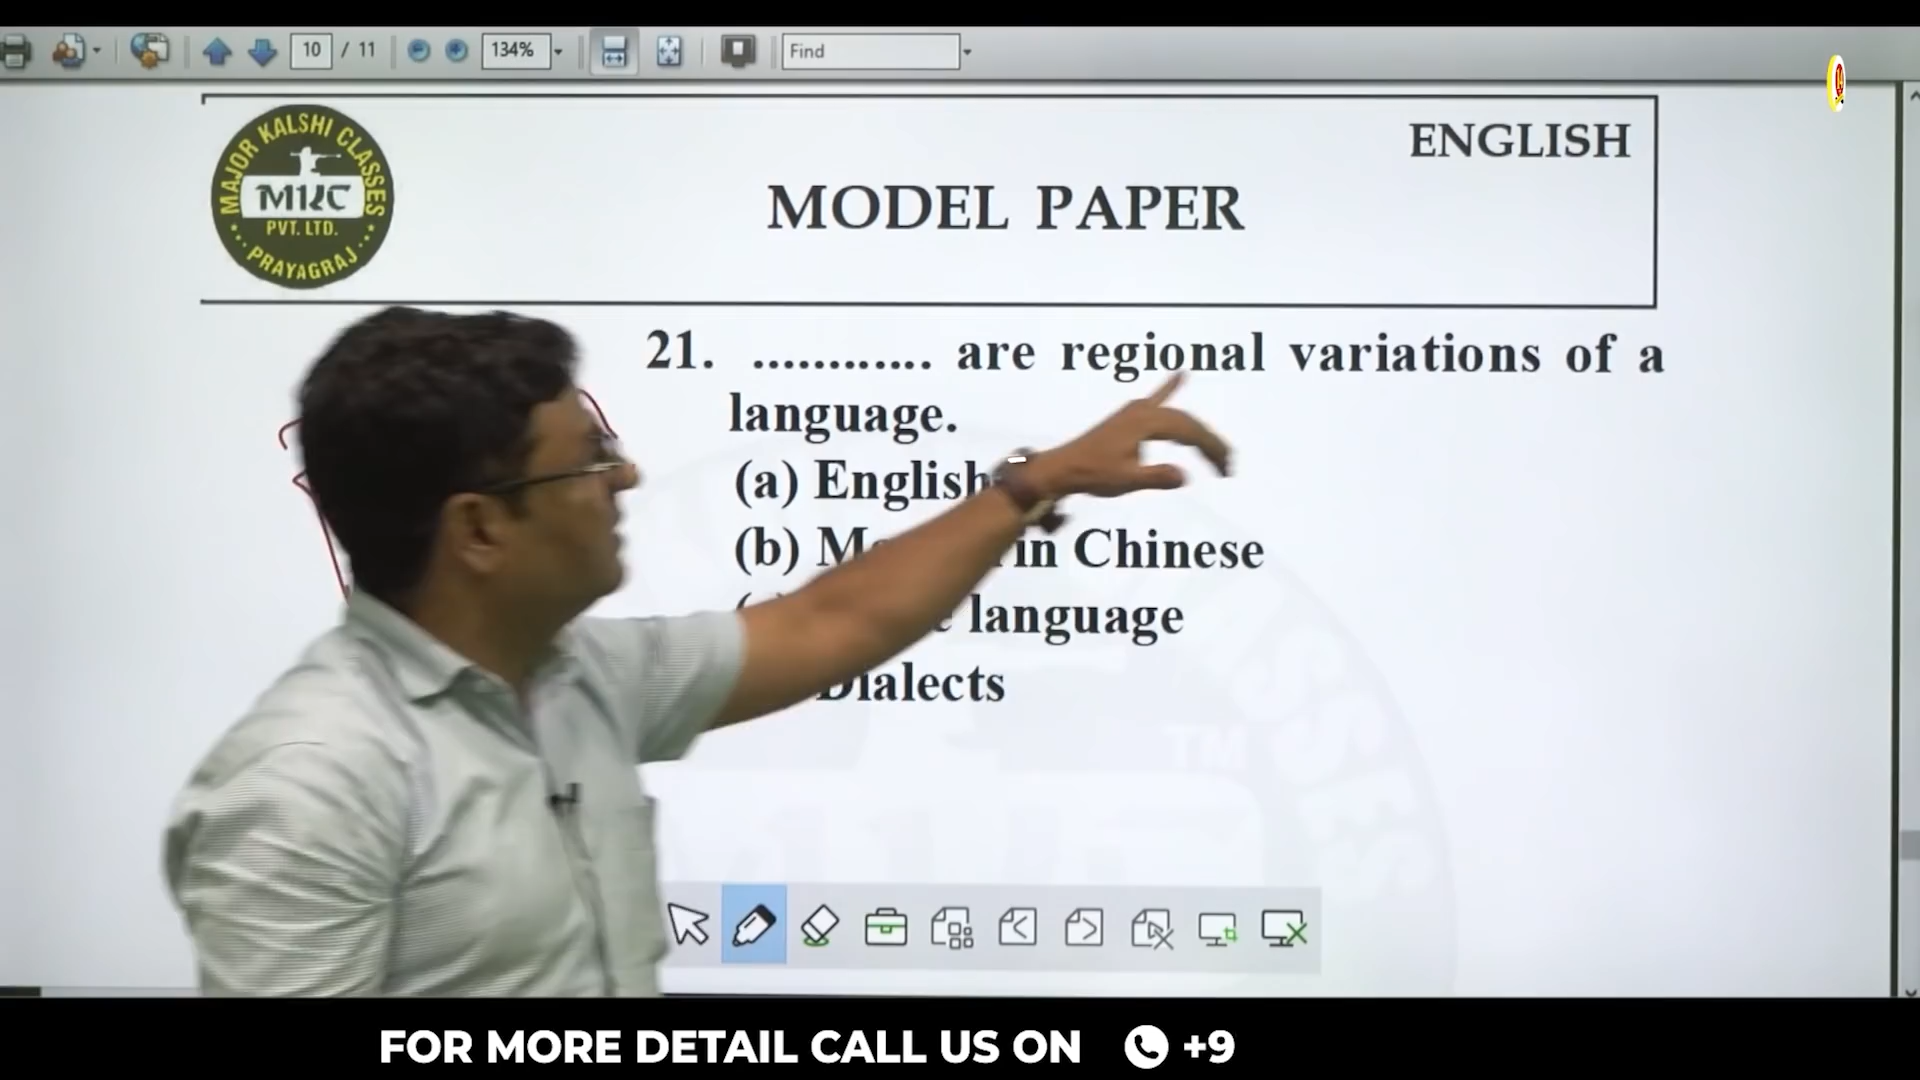 10 / 11
134%
Find
MAJOR KALSHI CLASSES
MKC
PVT. LTD.
PRAYAGRAJ
ENGLISH
MODEL PAPER
21. ............ are regional variations of a
language.
(a) English
(b) in Chinese
language
Dialects
TM
FOR MORE DETAIL CALL US ON +9